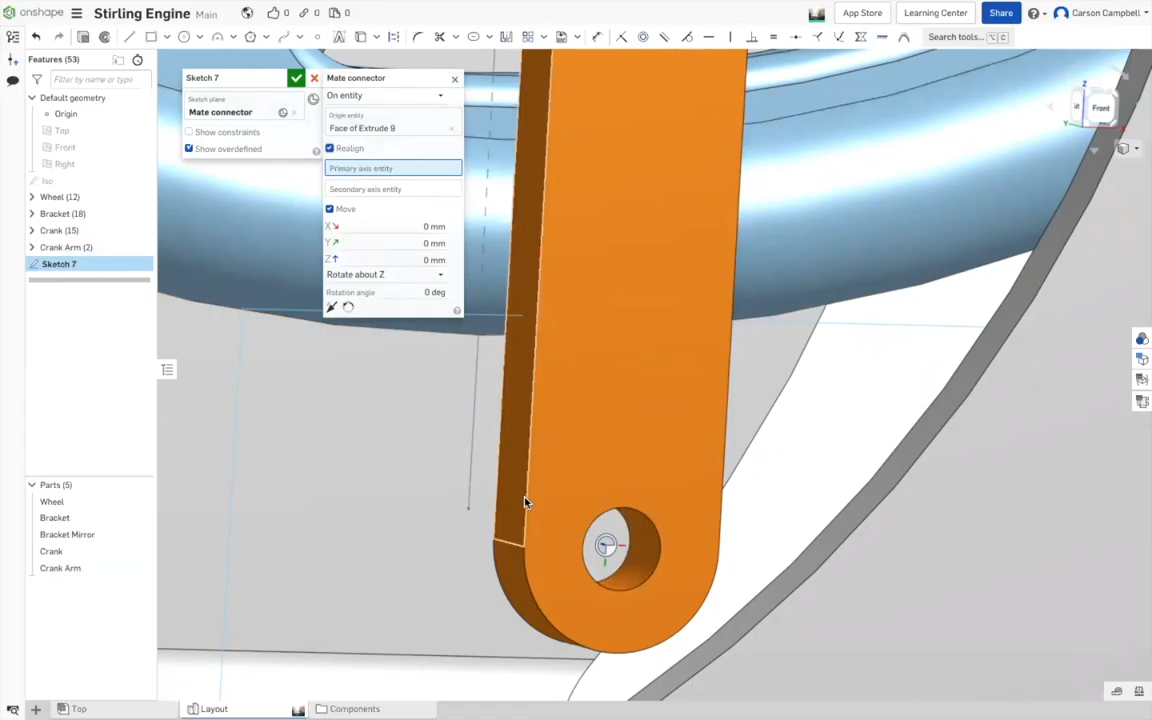 onshape
Stirling Engine Main
0
0
0
App Store
Learning Center
Share
Carson Campbell
Search tools... ⌥ C
Features (53)
Filter by name or type
Default geometry
Origin
Top
Front
Right
Iso
Wheel (12)
Bracket (18)
Crank (15)
Crank Arm (2)
Sketch 7
Sketch 7
Sketch plane
Mate connector
Show constraints
Show overdefined
Mate connector
On entity
Origin entity
Face of Extrude 9
Realign
Primary axis entity
Secondary axis entity
Move
X 0 mm
Y 0 mm
Z 0 mm
Rotate about Z
Rotation angle 0 deg
Z
Front
Y
X
Parts (5)
Wheel
Bracket
Bracket Mirror
Crank
Crank Arm
Top
Layout
Components